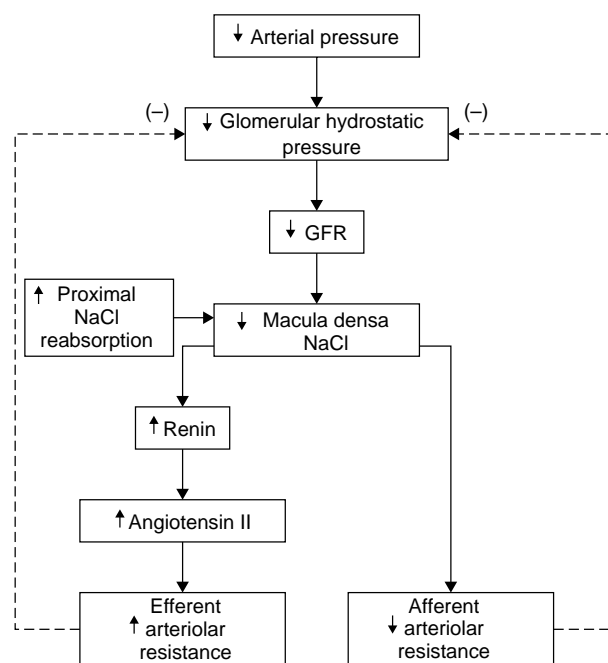 ↓ Arterial pressure
(–)
(–)
↓ Glomerular hydrostatic
pressure
↓ GFR
↑ Proximal
NaCl
reabsorption
↓ Macula densa
NaCl
↑ Renin
↑ Angiotensin II
Efferent
↑ arteriolar
resistance
Afferent
↓ arteriolar
resistance